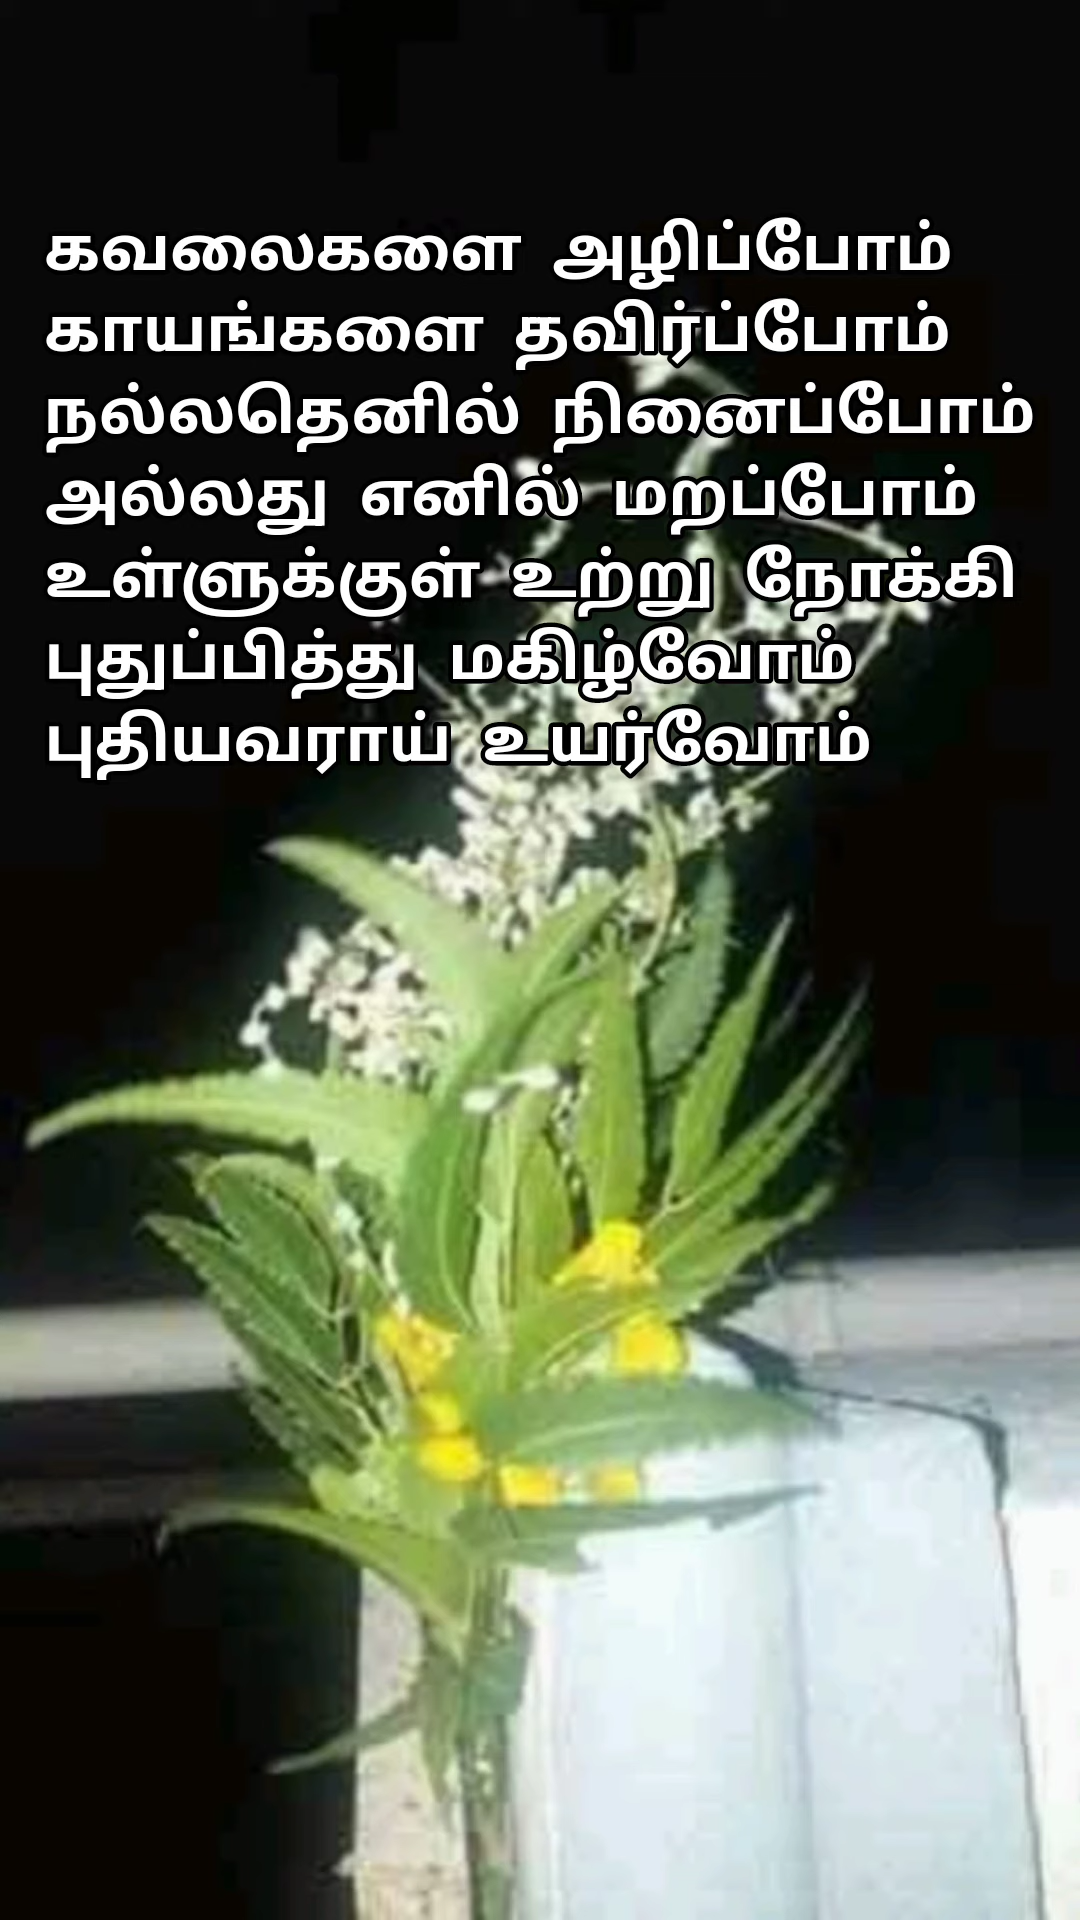 கவலைகளை அழிப்போம்
காயங்களை தவிர்ப்போம்
நல்லதெனில் நினைப்போம்
அல்லது எனில் மறப்போம்
உள்ளுக்குள் உற்று நோக்கி
புதுப்பித்து மகிழ்வோம்
புதியவராய் உயர்வோம்